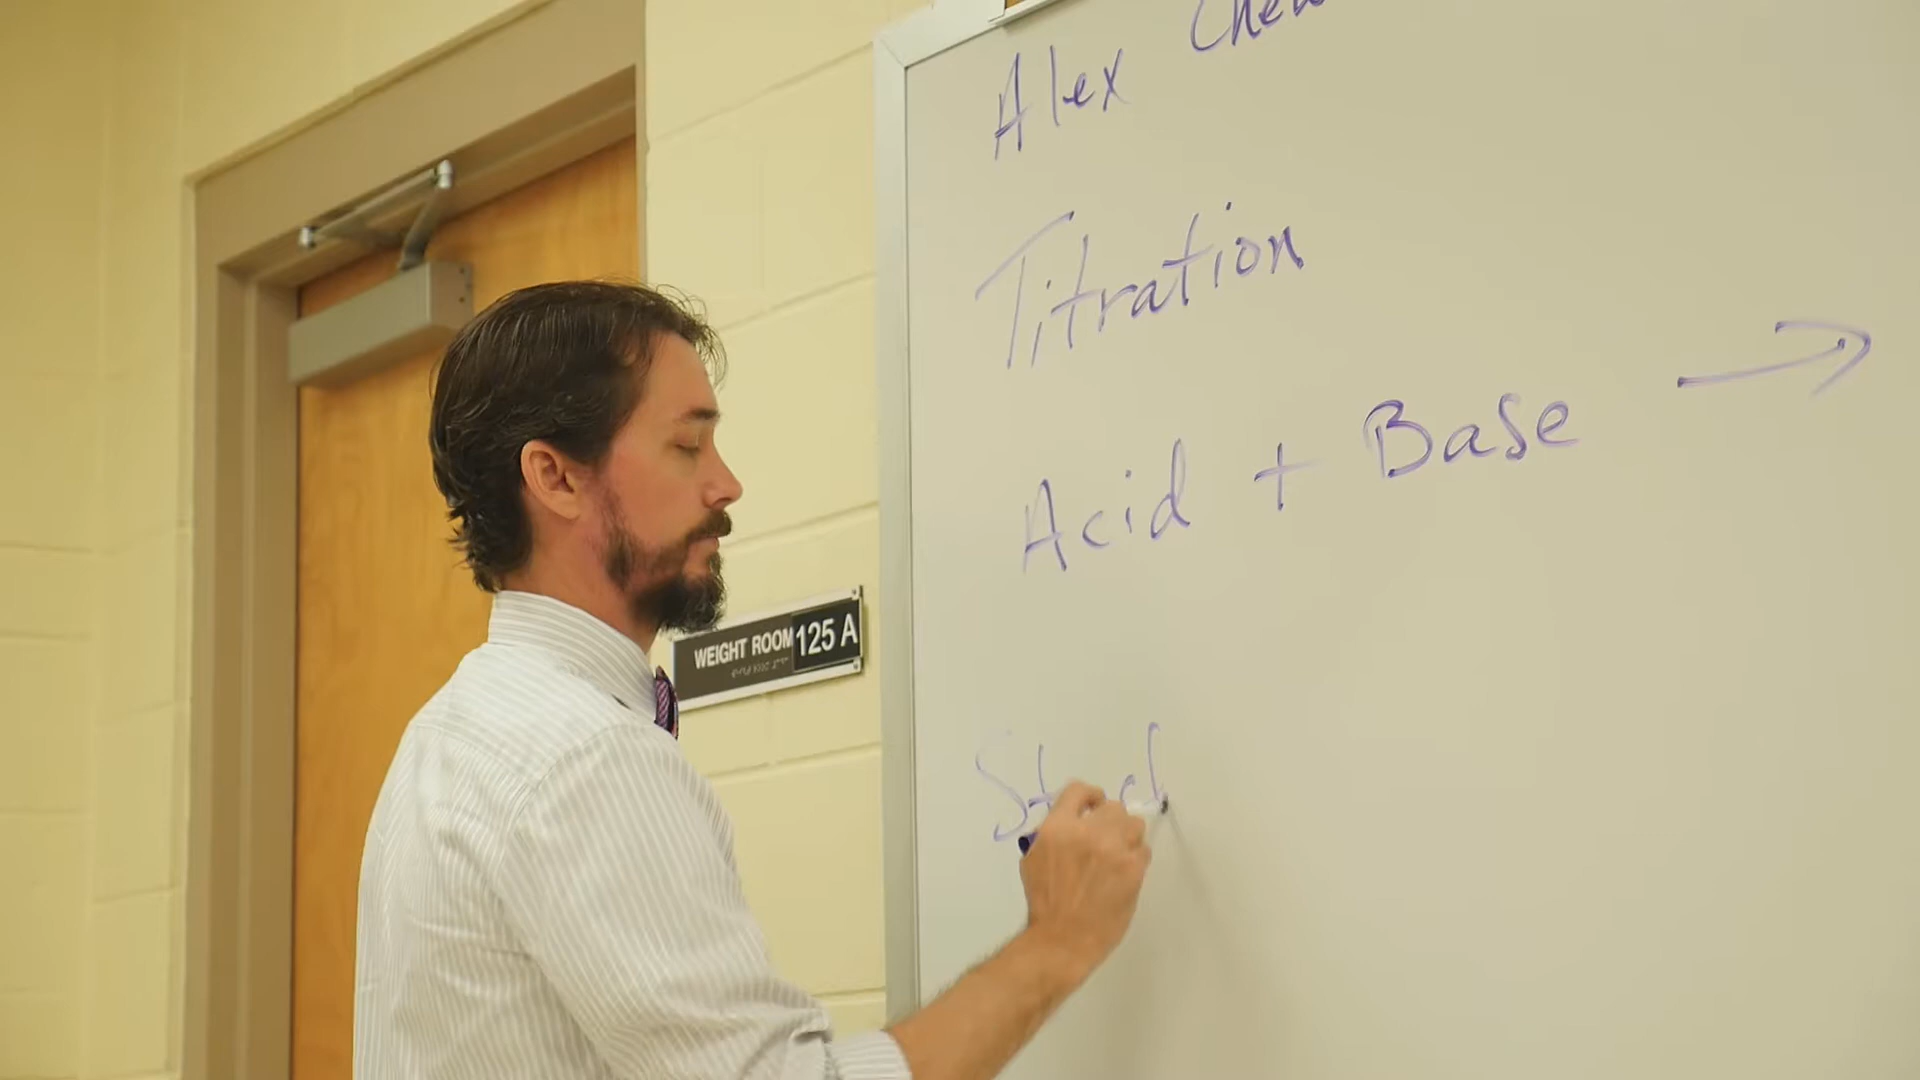 Alex
Titration
Acid + Base →
WEIGHT ROOM 125 A